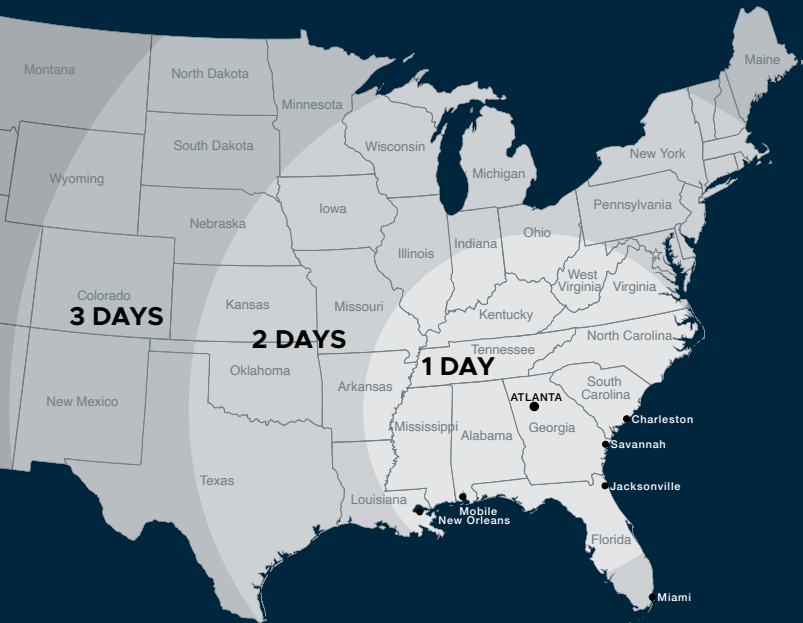 Maine
Montana
North Dakota
Minnesota
South Dakota
Wisconsin
New York
Michigan
Wyoming
Pennsylvania
Iowa
Nebraska
Ohio
Indiana
Illinois
West
Virginia
Virginia
Colorado
3 DAYS
Kansas
Missouri
Kentucky
2 DAYS
North Carolina
Tennessee
1 DAY
Oklahoma
Arkansas
South
Carolina
New Mexico
ATLANTA
Charleston
Mississippi
Alabama
Georgia
Savannah
Texas
Louisiana
Jacksonville
Mobile
New Orleans
Florida
Miami